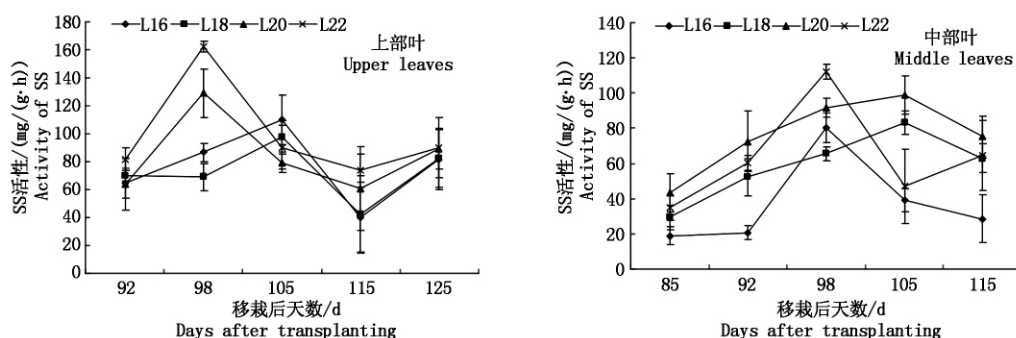 L16 L18 L20 L22
上部叶
Upper leaves
SS活性/(mg/(g·h))
Activity of SS
180
160
140
120
100
80
60
40
20
0
92 98 105 115 125
移栽后天数/d
Days after transplanting
L16 L18 L20 L22
中部叶
Middle leaves
SS活性/(mg/(g·h))
Activity of SS
140
120
100
80
60
40
20
0
85 92 98 105 115
移栽后天数/d
Days after transplanting